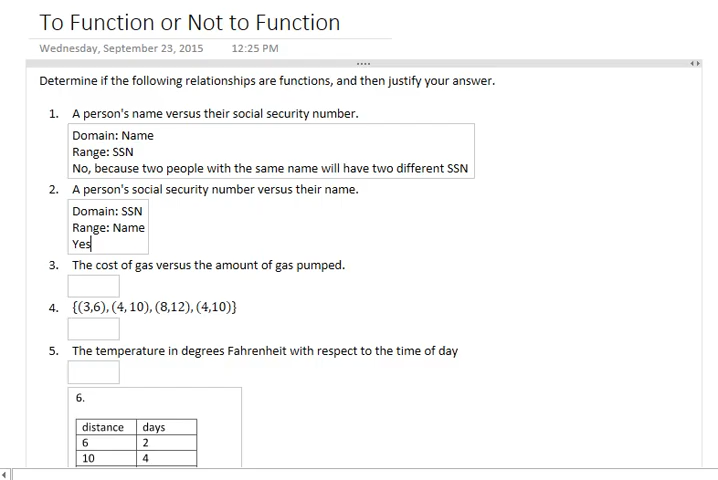 To Function or Not to Function
Wednesday, September 23, 2015 12:25 PM
Determine if the following relationships are functions, and then justify your answer.
1. A person's name versus their social security number.
Domain: Name
Range: SSN
No, because two people with the same name will have two different SSN
2. A person's social security number versus their name.
Domain: SSN
Range: Name
Yes
3. The cost of gas versus the amount of gas pumped.
4. {(3,6), (4, 10), (8,12), (4,10)}
5. The temperature in degrees Fahrenheit with respect to the time of day
6.
distance days
6 2
10 4